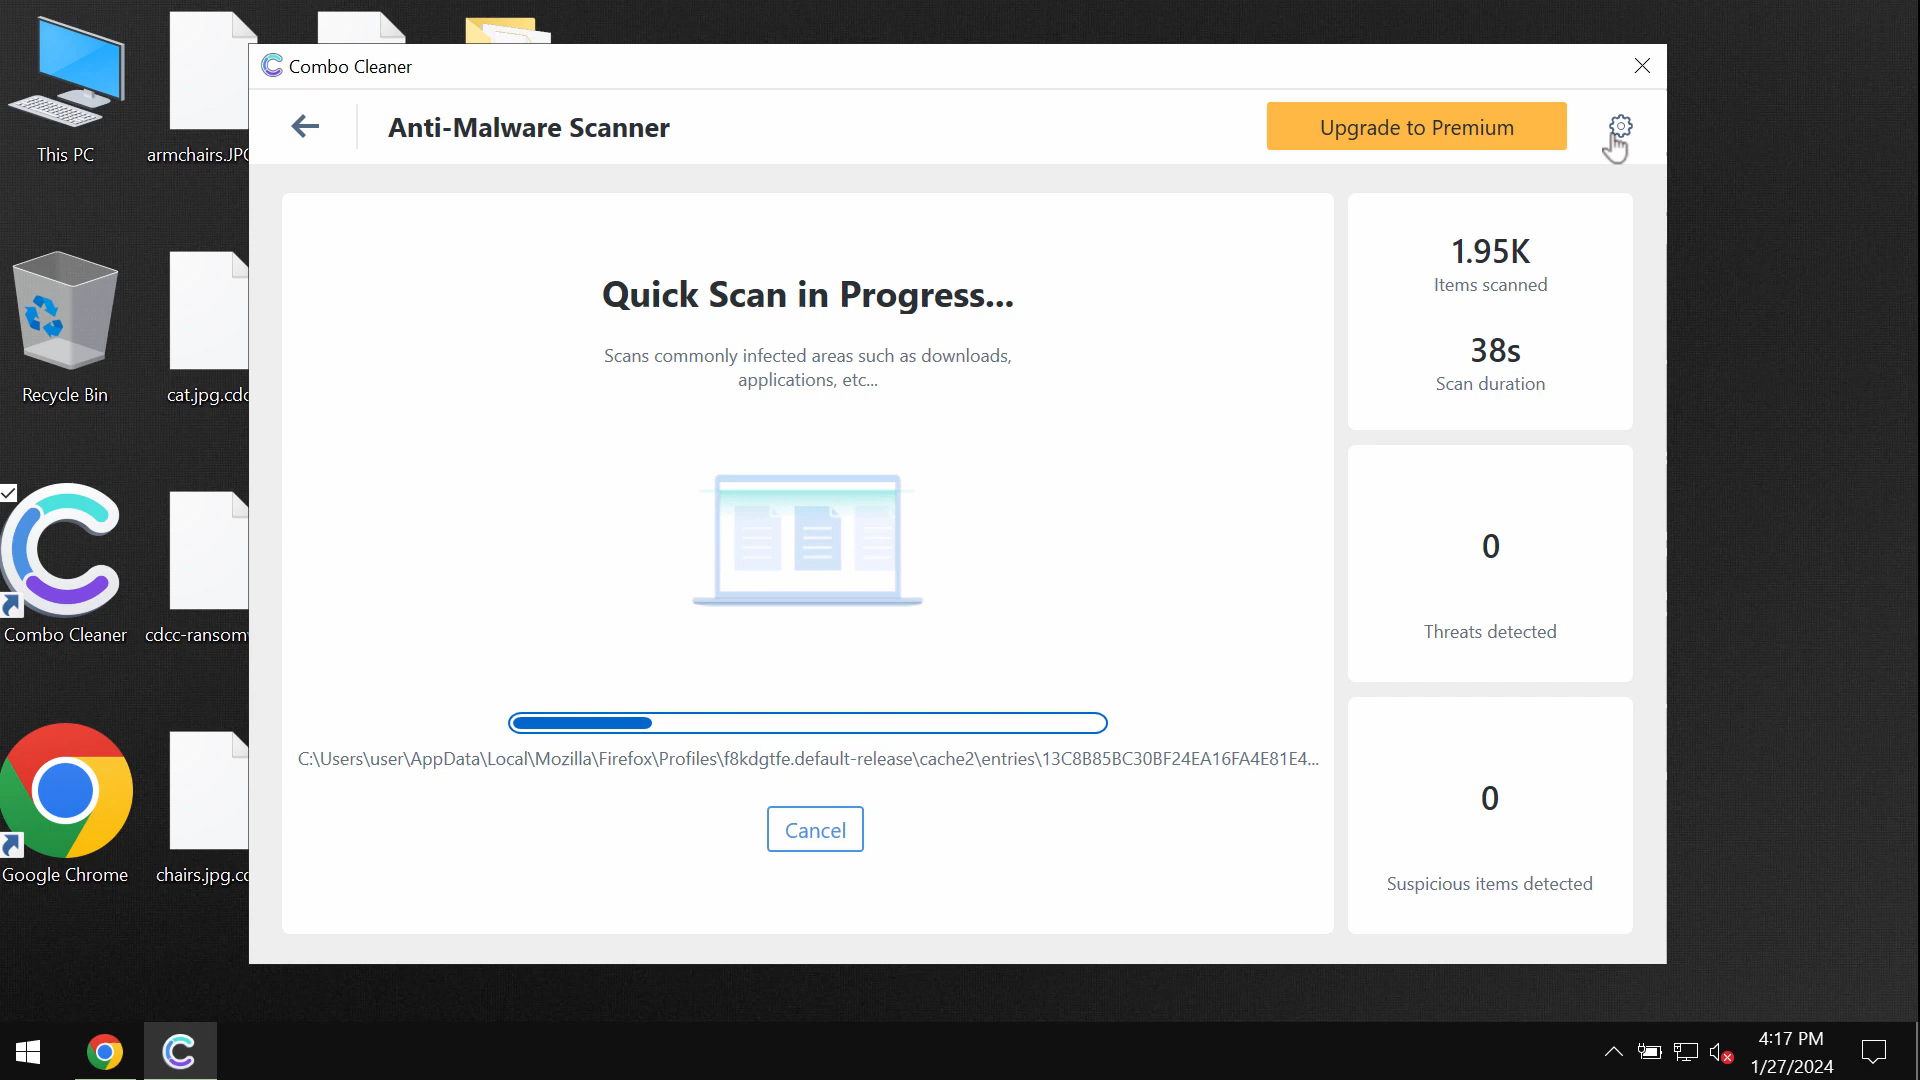 Combo Cleaner
Anti-Malware Scanner
Upgrade to Premium
Quick Scan in Progress...
Scans commonly infected areas such as downloads,
applications, etc...
C:\Users\user\AppData\Local\Mozilla\Firefox\Profiles\f8kdgtfe.default-release\cache2\entries\13C8B85BC30BF24EA16FA4E81E4...
Cancel
1.95K
Items scanned
38s
Scan duration
0
Threats detected
0
Suspicious items detected
This PC
armchairs.JPG
Recycle Bin
cat.jpg.cdc
Combo Cleaner
cdcc-ransom
Google Chrome
chairs.jpg.cc
4:17 PM
1/27/2024